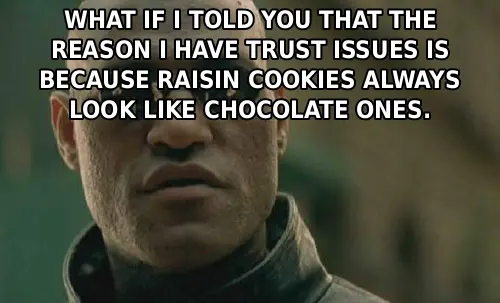 WHAT IF I TOLD YOU THAT THE
REASON I HAVE TRUST ISSUES IS
BECAUSE RAISIN COOKIES ALWAYS
LOOK LIKE CHOCOLATE ONES.